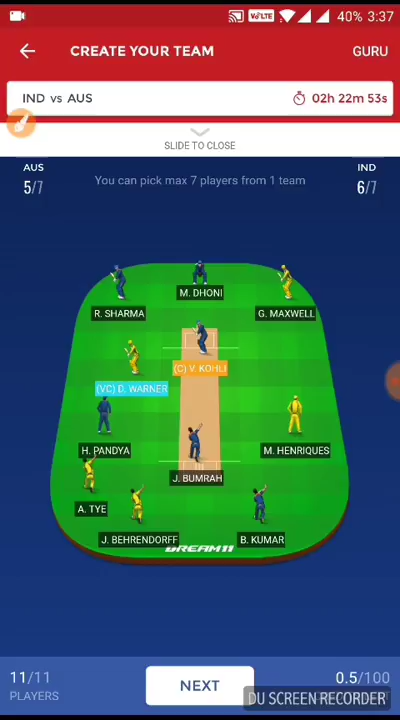 40% 3:37
CREATE YOUR TEAM
GURU
IND vs AUS
02h 22m 53s
SLIDE TO CLOSE
AUS
5/7
You can pick max 7 players from 1 team
IND
6/7
M. DHONI
R. SHARMA
G. MAXWELL
(C) V. KOHLI
(VC) D. WARNER
H. PANDYA
M. HENRIQUES
J. BUMRAH
A. TYE
J. BEHRENDORFF
B. KUMAR
DREAM11
11/11
PLAYERS
NEXT
0.5/100
DU SCREEN RECORDER